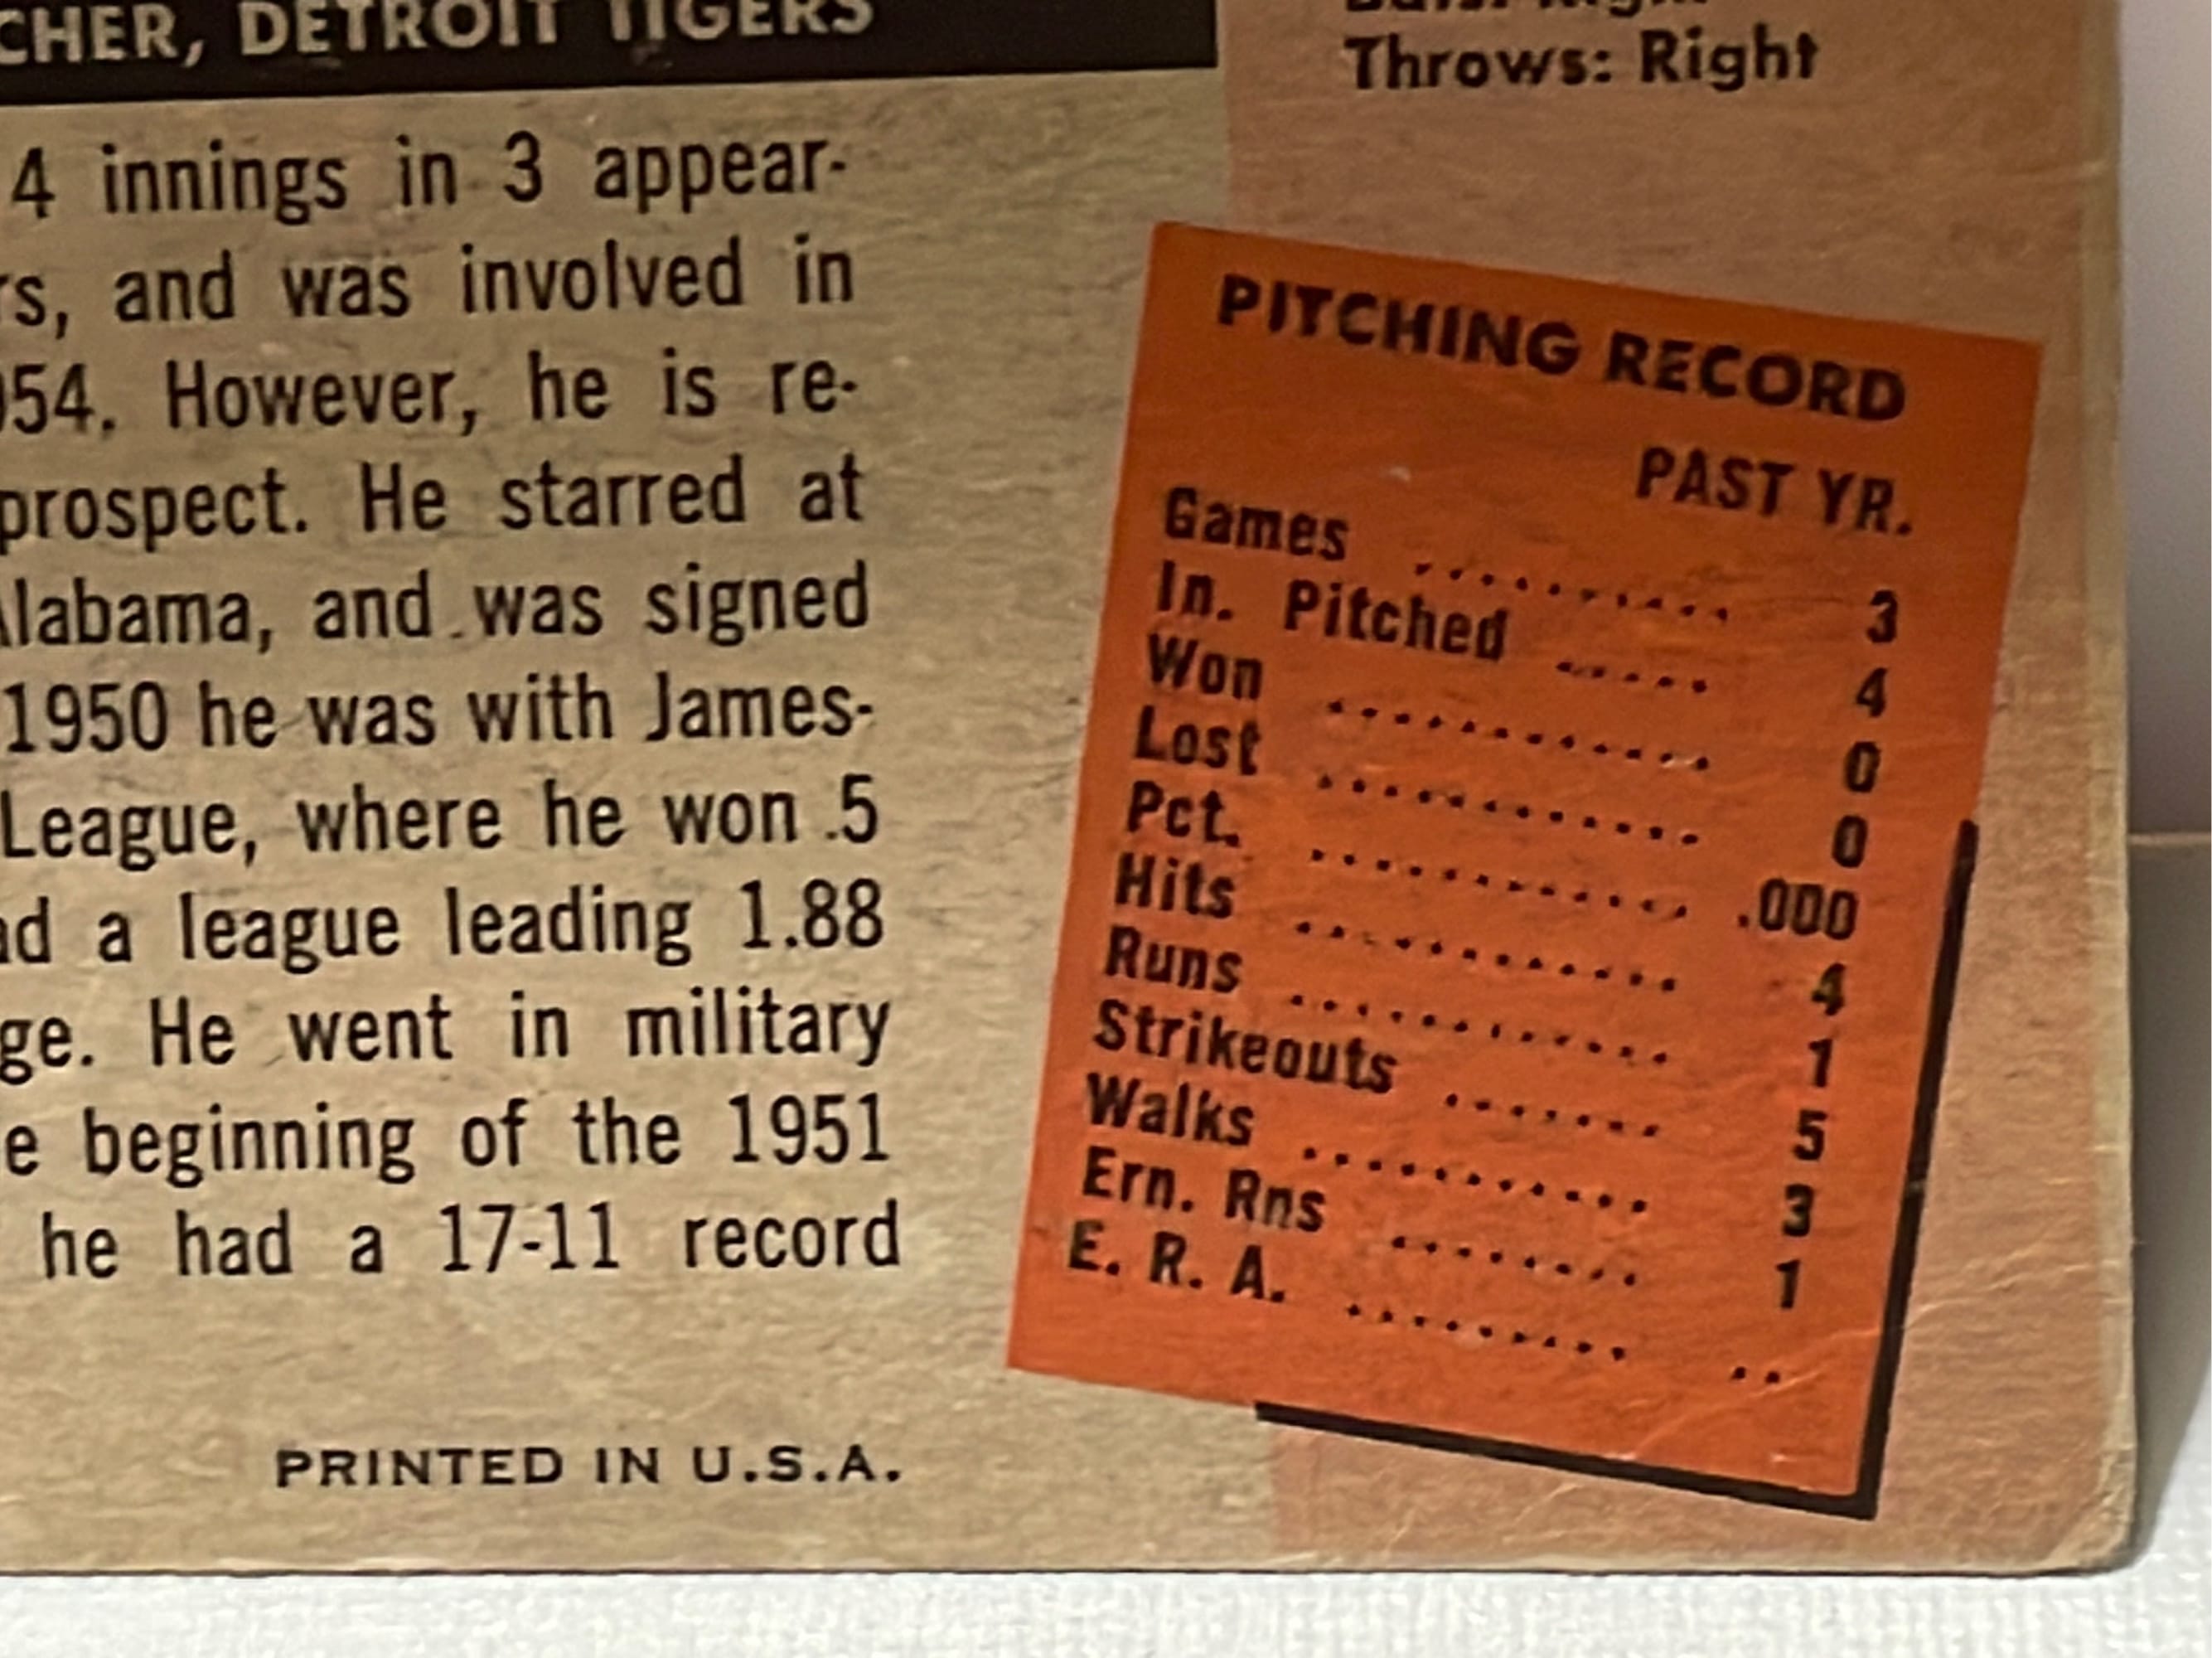 CHER, DETROIT TIGERS
Throws: Right
4 innings in 3 appear-
rs, and was involved in
954. However, he is re-
prospect. He starred at
Alabama, and was signed
1950 he was with James-
League, where he won 5
ad a league leading 1.88
ge. He went in military
e beginning of the 1951
he had a 17-11 record
PRINTED IN U.S.A.
PITCHING RECORD
PAST YR.
Games .......... 3
In. Pitched ..... 4
Won ............ 0
Lost ............ 0
Pct. ............ .000
Hits ............ 4
Runs ............ 1
Strikeouts ....... 5
Walks ........... 3
Ern. Rns ........ 1
E. R. A. ......... ..